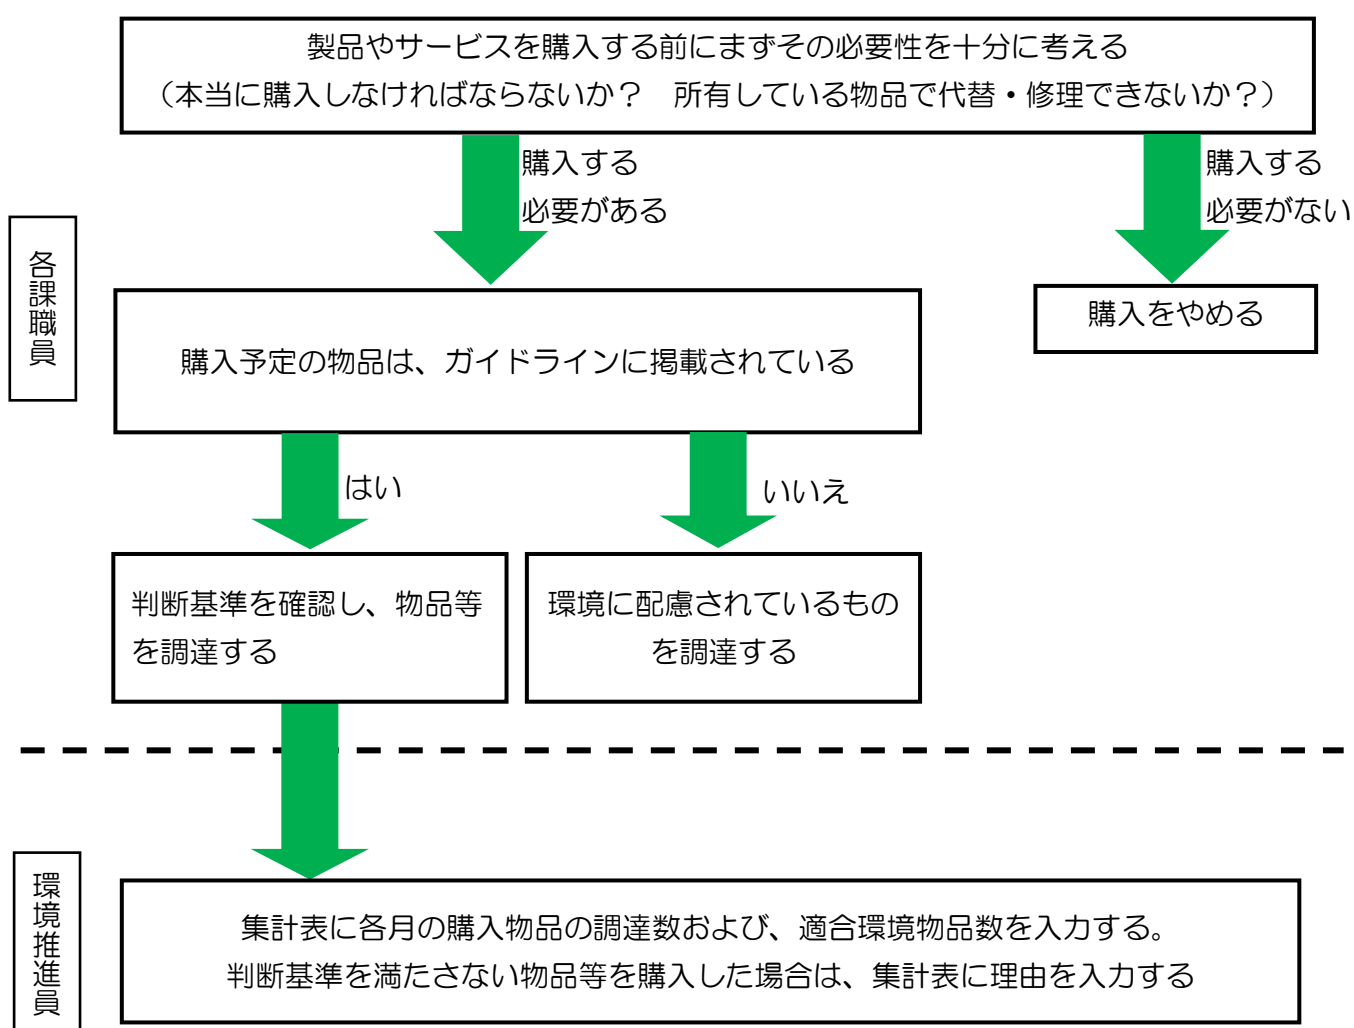 製品やサービスを購入する前にまずその必要性を十分に考える
（本当に購入しなければならないか？　所有している物品で代替・修理できないか？）
購入する
必要がある
購入する
必要がない
各課職員
購入をやめる
購入予定の物品は、ガイドラインに掲載されている
はい
いいえ
判断基準を確認し、物品等
を調達する
環境に配慮されているもの
を調達する
環境推進員
集計表に各月の購入物品の調達数および、適合環境物品数を入力する。
判断基準を満たさない物品等を購入した場合は、集計表に理由を入力する